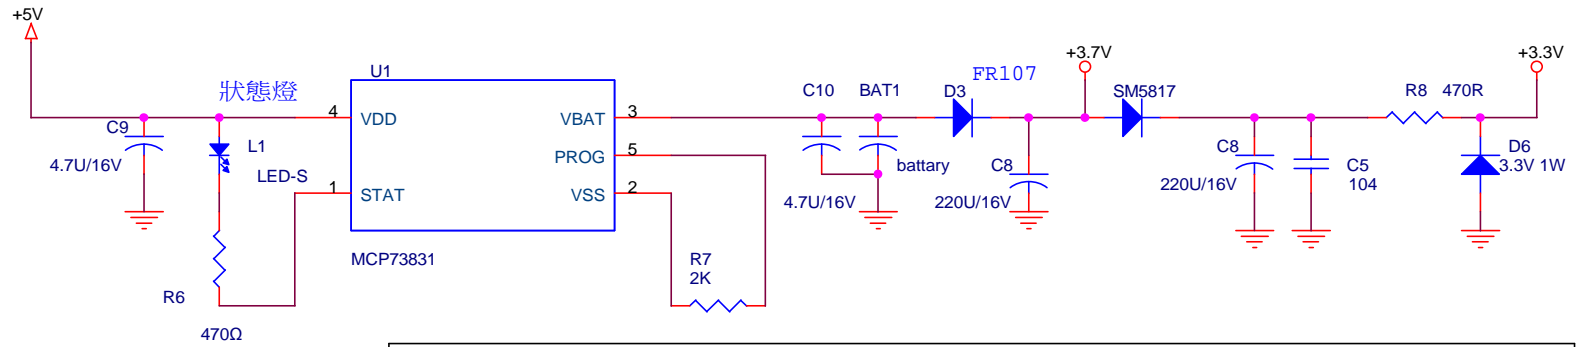 +5V
U1
狀態燈
C9
4.7U/16V
L1
LED-S
R6
470Ω
4
VDD
1
STAT
VBAT
3
PROG
5
VSS
2
MCP73831
R7
2K
C10
BAT1
4.7U/16V
battary
FR107
D3
C8
220U/16V
+3.7V
SM5817
C8
220U/16V
C5
104
R8 470R
+3.3V
D6
3.3V 1W